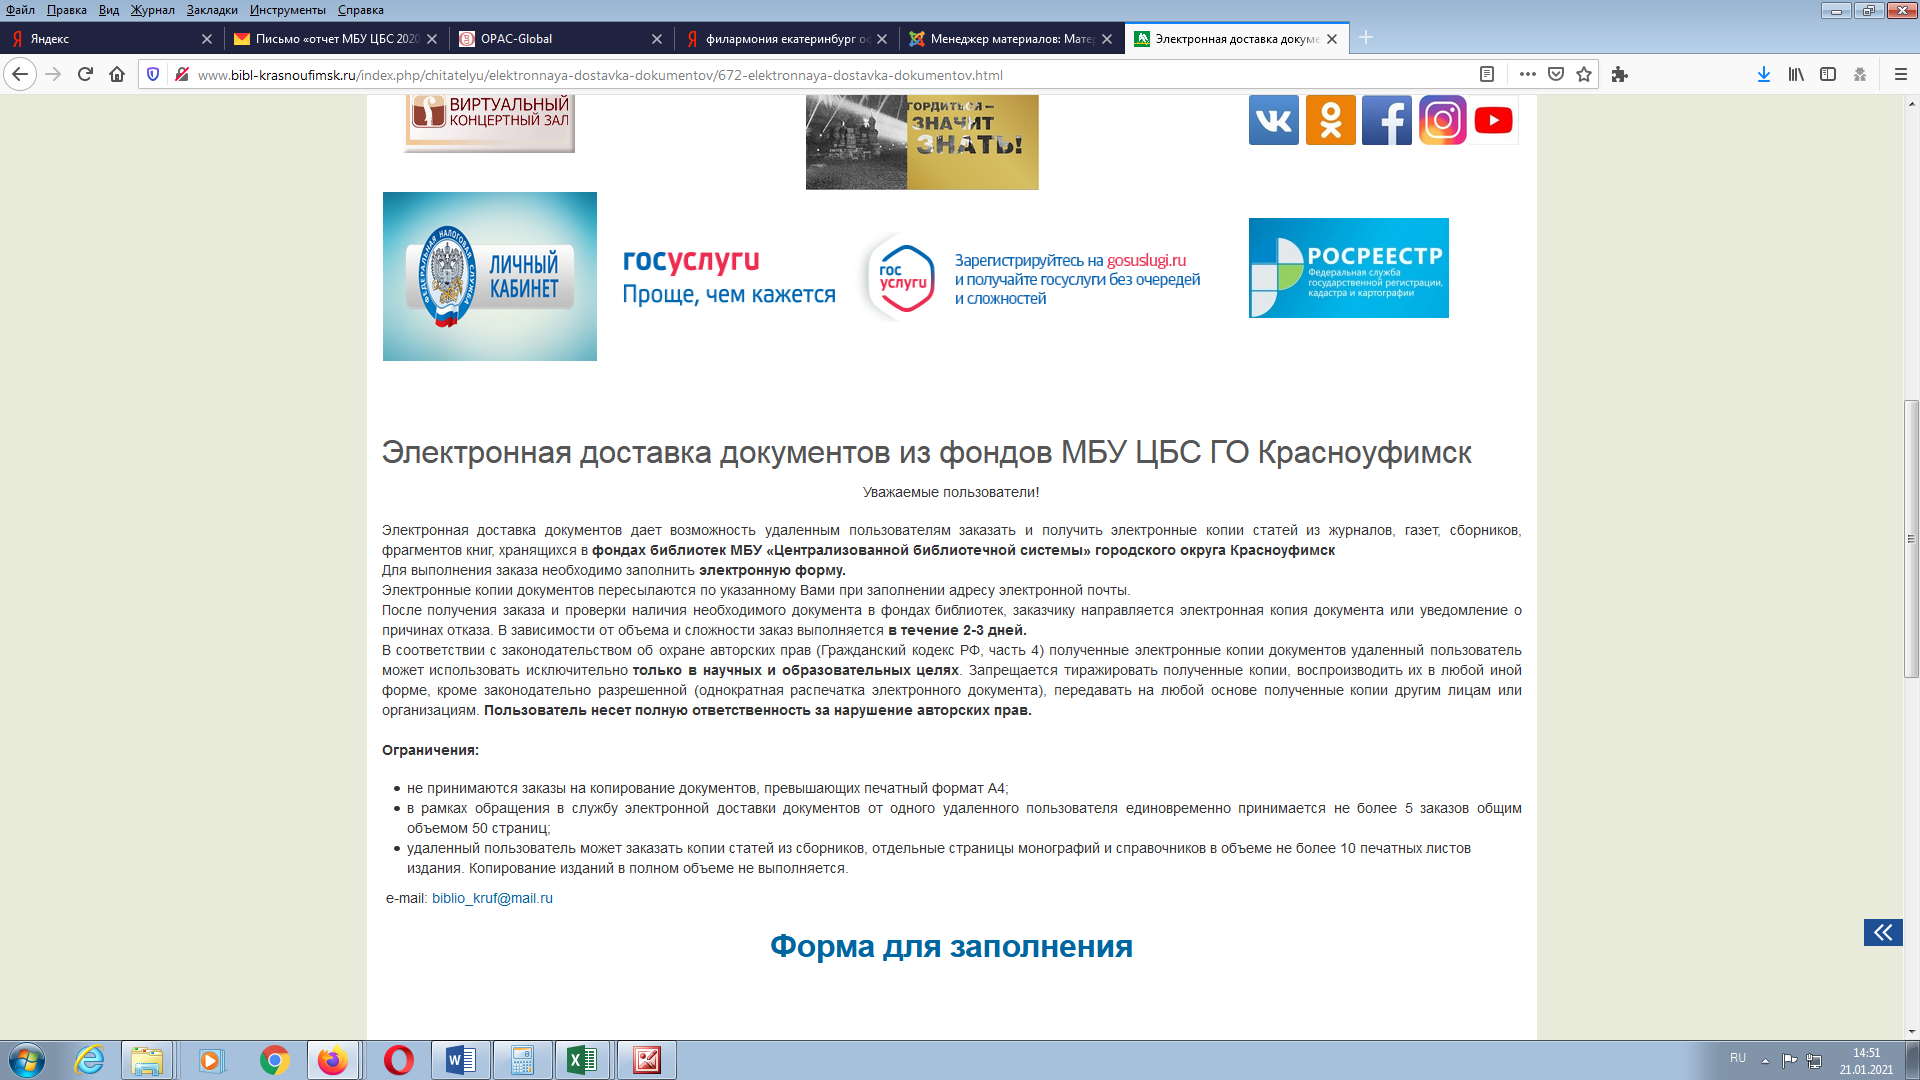 Файл Правка Вид Журнал Закладки Инструменты Справка
Яндекс
Письмо «отчет МБУ ЦБС 2020
OPAC-Global
филармония екатеринбург
Менеджер материалов: Мате
Электронная доставка докуме
www.bibl-krasnoufimsk.ru/index.php/chitatelyu/elektronnaya-dostavka-dokumentov/672-elektronnaya-dostavka-dokumentov.html
ВИРТУАЛЬНЫЙ
КОНЦЕРТНЫЙ ЗАЛ
ЗНАЧИТ
ЗНАТЬ!
ФЕДЕРАЛЬНАЯ НАЛОГОВАЯ СЛУЖБА
ЛИЧНЫЙ
КАБИНЕТ
госуслуги
Проще, чем кажется
гос
услуги
Зарегистрируйтесь на gosuslugi.ru
и получайте госуслуги без очередей
и сложностей
РОСРЕЕСТР
Федеральная служба
государственной регистрации,
кадастра и картографии
Электронная доставка документов из фондов МБУ ЦБС ГО Красноуфимск
Уважаемые пользователи!
Электронная доставка документов дает возможность удаленным пользователям заказать и получить электронные копии статей из журналов, газет, сборников,
фрагментов книг, хранящихся в фондах библиотек МБУ «Централизованной библиотечной системы» городского округа Красноуфимск
Для выполнения заказа необходимо заполнить электронную форму.
Электронные копии документов пересылаются по указанному Вами при заполнении адресу электронной почты.
После получения заказа и проверки наличия необходимого документа в фондах библиотек, заказчику направляется электронная копия документа или уведомление о
причинах отказа. В зависимости от объема и сложности заказ выполняется в течение 2-3 дней.
В соответствии с законодательством об охране авторских прав (Гражданский кодекс РФ, часть 4) полученные электронные копии документов удаленный пользователь
может использовать исключительно только в научных и образовательных целях. Запрещается тиражировать полученные копии, воспроизводить их в любой иной
форме, кроме законодательно разрешенной (однократная распечатка электронного документа), передавать на любой основе полученные копии другим лицам или
организациям. Пользователь несет полную ответственность за нарушение авторских прав.
Ограничения:
не принимаются заказы на копирование документов, превышающих печатный формат А4;
в рамках обращения в службу электронной доставки документов от одного удаленного пользователя единовременно принимается не более 5 заказов общим
объемом 50 страниц;
удаленный пользователь может заказать копии статей из сборников, отдельные страницы монографий и справочников в объеме не более 10 печатных листов
издания. Копирование изданий в полном объеме не выполняется.
e-mail: biblio_kruf@mail.ru
Форма для заполнения
RU
14:51
21.01.2021